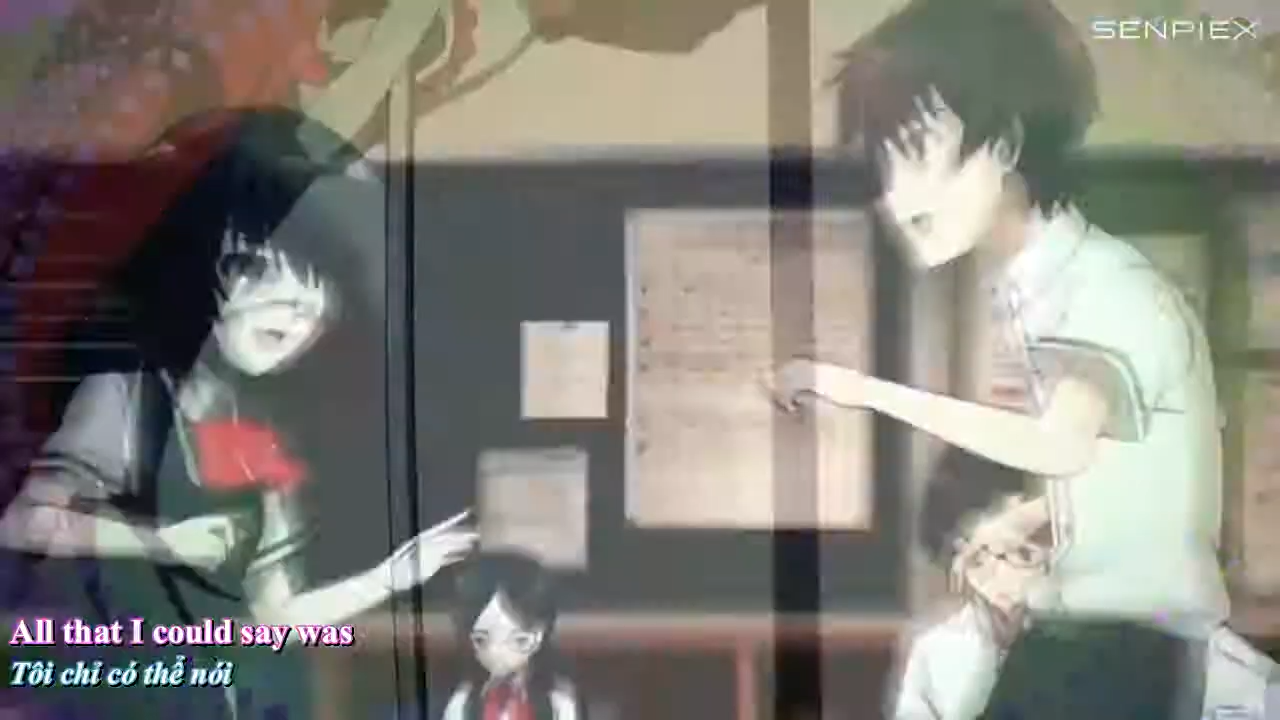 SENPIEX
All that I could say was
Tôi chỉ có thể nói